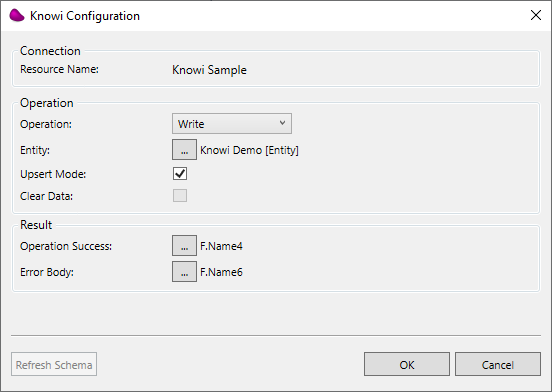 Knowi Configuration
Connection
Resource Name: Knowi Sample
Operation
Operation: Write
Entity: ... Knowi Demo [Entity]
Upsert Mode:
Clear Data:
Result
Operation Success: ... F.Name4
Error Body: ... F.Name6
Refresh Schema OK Cancel